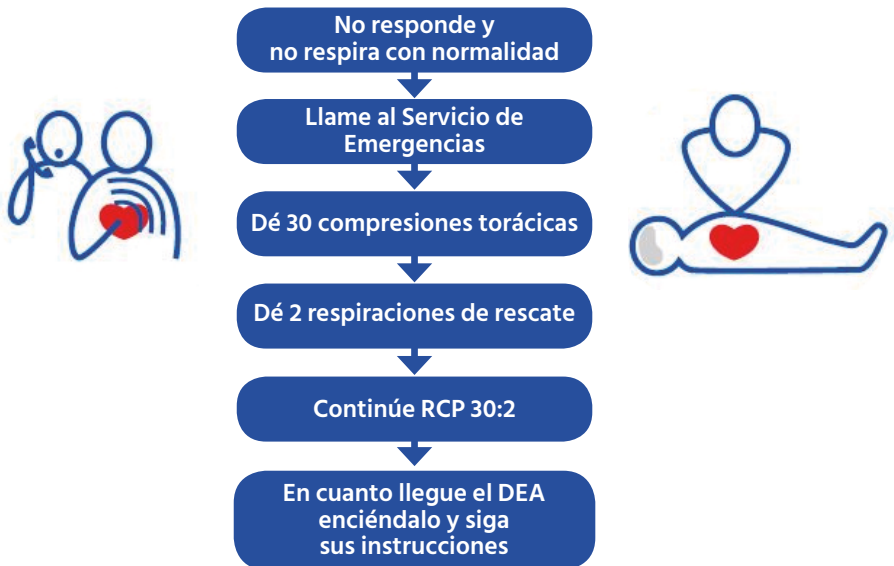 No responde y
no respira con normalidad
Llame al Servicio de
Emergencias
Dé 30 compresiones torácicas
Dé 2 respiraciones de rescate
Continúe RCP 30:2
En cuanto llegue el DEA
enciéndalo y siga
sus instrucciones